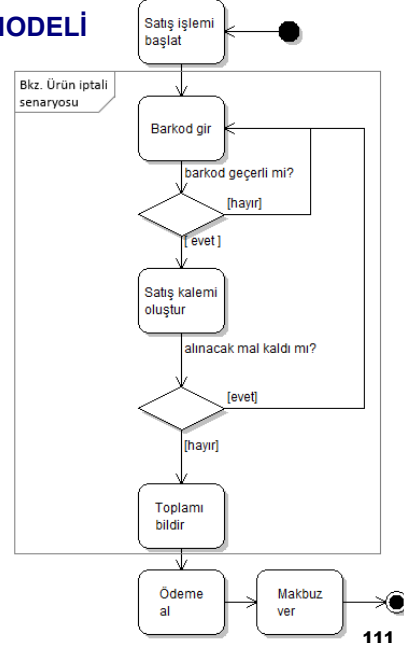 MODELİ
Satış işlemi
başlat
Bkz. Ürün iptali
senaryosu
Barkod gir
barkod geçerli mi?
[hayır]
[ evet ]
Satış kalemi
oluştur
alınacak mal kaldı mı?
[evet]
[hayır]
Toplamı
bildir
Ödeme
al
Makbuz
ver
111